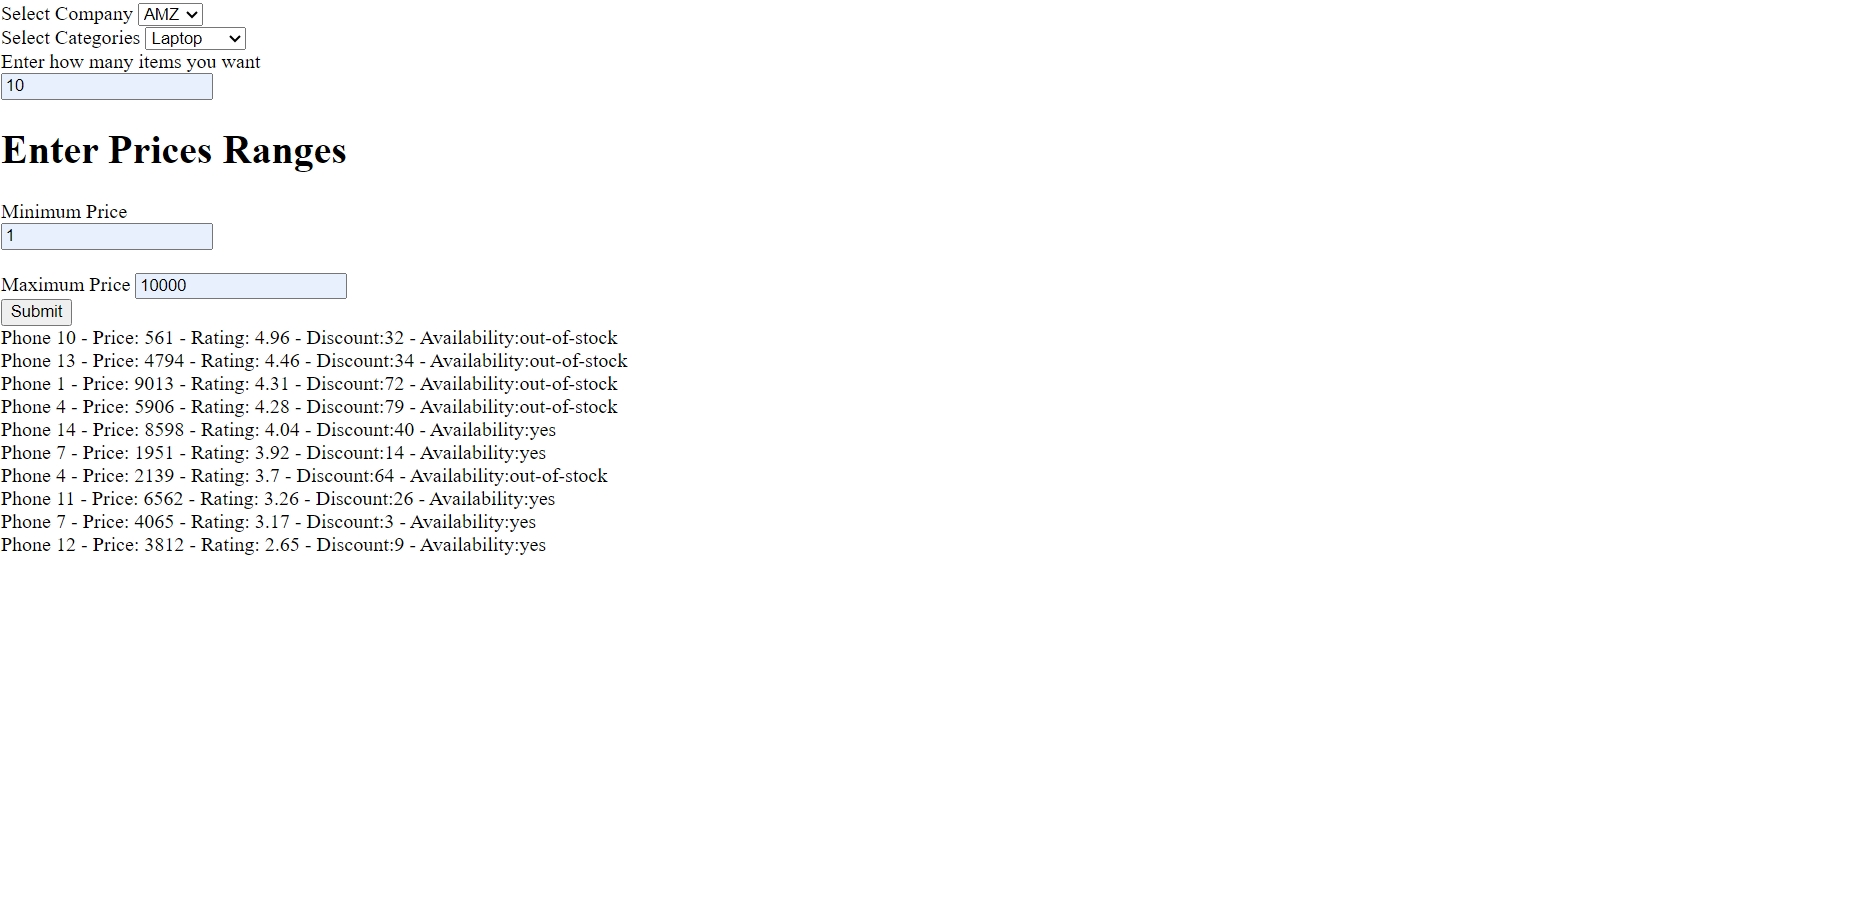 Select Company AMZ
Select Categories Laptop
Enter how many items you want
10
Enter Prices Ranges
Minimum Price
1
Maximum Price 10000
Submit
Phone 10 - Price: 561 - Rating: 4.96 - Discount:32 - Availability:out-of-stock
Phone 13 - Price: 4794 - Rating: 4.46 - Discount:34 - Availability:out-of-stock
Phone 1 - Price: 9013 - Rating: 4.31 - Discount:72 - Availability:out-of-stock
Phone 4 - Price: 5906 - Rating: 4.28 - Discount:79 - Availability:out-of-stock
Phone 14 - Price: 8598 - Rating: 4.04 - Discount:40 - Availability:yes
Phone 7 - Price: 1951 - Rating: 3.92 - Discount:14 - Availability:yes
Phone 4 - Price: 2139 - Rating: 3.7 - Discount:64 - Availability:out-of-stock
Phone 11 - Price: 6562 - Rating: 3.26 - Discount:26 - Availability:yes
Phone 7 - Price: 4065 - Rating: 3.17 - Discount:3 - Availability:yes
Phone 12 - Price: 3812 - Rating: 2.65 - Discount:9 - Availability:yes